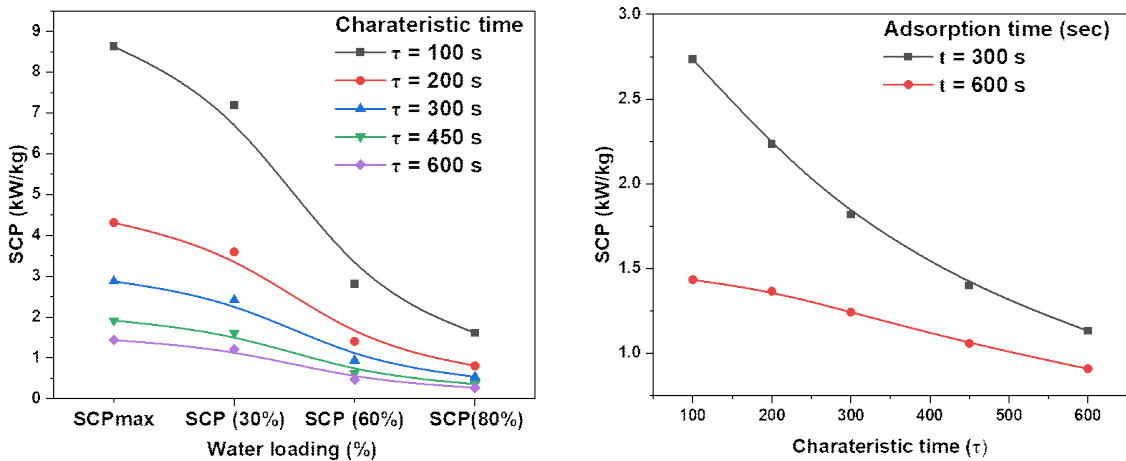 Charateristic time
τ = 100 s
τ = 200 s
τ = 300 s
τ = 450 s
τ = 600 s
SCP (kW/kg)
9
8
7
6
5
4
3
2
1
0
SCPmax SCP (30%) SCP (60%) SCP(80%)
Water loading (%)
Adsorption time (sec)
t = 300 s
t = 600 s
SCP (kW/kg)
3.0
2.5
2.0
1.5
1.0
100 200 300 400 500 600
Charateristic time (τ)